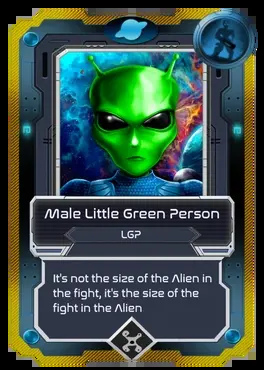 Male Little Green Person
LGP
It's not the size of the Alien in
the fight, it's the size of the
fight in the Alien